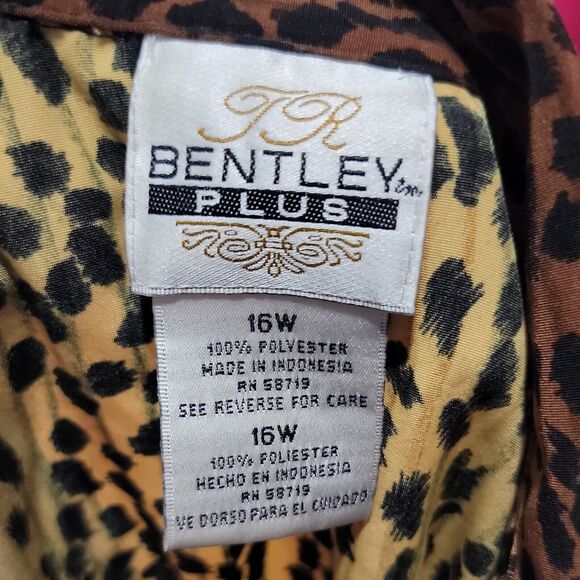 JR
BENTLEY
PLUS
16W
100% POLYESTER
MADE IN INDONESIA
RN 58719
SEE REVERSE FOR CARE
16W
100% POLIESTER
HECHO EN INDONESIA
RN 58719
VE DORSO PARA EL CUIDADO